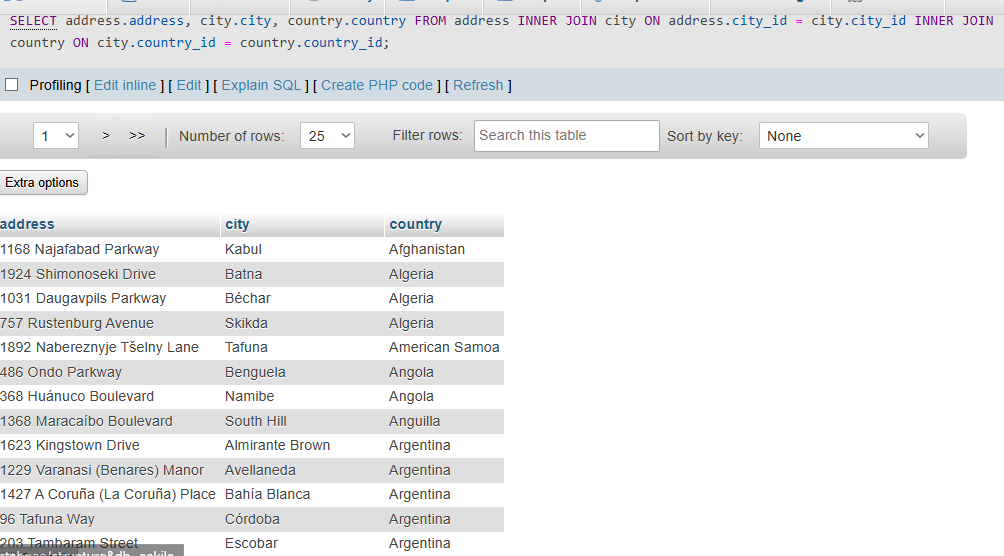 SELECT address.address, city.city, country.country FROM address INNER JOIN city ON address.city_id = city.city_id INNER JOIN
country ON city.country_id = country.country_id;
Profiling [ Edit inline ] [ Edit ] [ Explain SQL ] [ Create PHP code ] [ Refresh ]
1 > >> | Number of rows: 25 Filter rows: Search this table Sort by key: None
Extra options
address city country
1168 Najafabad Parkway Kabul Afghanistan
1924 Shimonoseki Drive Batna Algeria
1031 Daugavpils Parkway Béchar Algeria
757 Rustenburg Avenue Skikda Algeria
1892 Nabereznyje Tšelny Lane Tafuna American Samoa
486 Ondo Parkway Benguela Angola
368 Huánuco Boulevard Namibe Angola
1368 Maracaíbo Boulevard South Hill Anguilla
1623 Kingstown Drive Almirante Brown Argentina
1229 Varanasi (Benares) Manor Avellaneda Argentina
1427 A Coruña (La Coruña) Place Bahía Blanca Argentina
96 Tafuna Way Córdoba Argentina
203 Tambaram Street Escobar Argentina